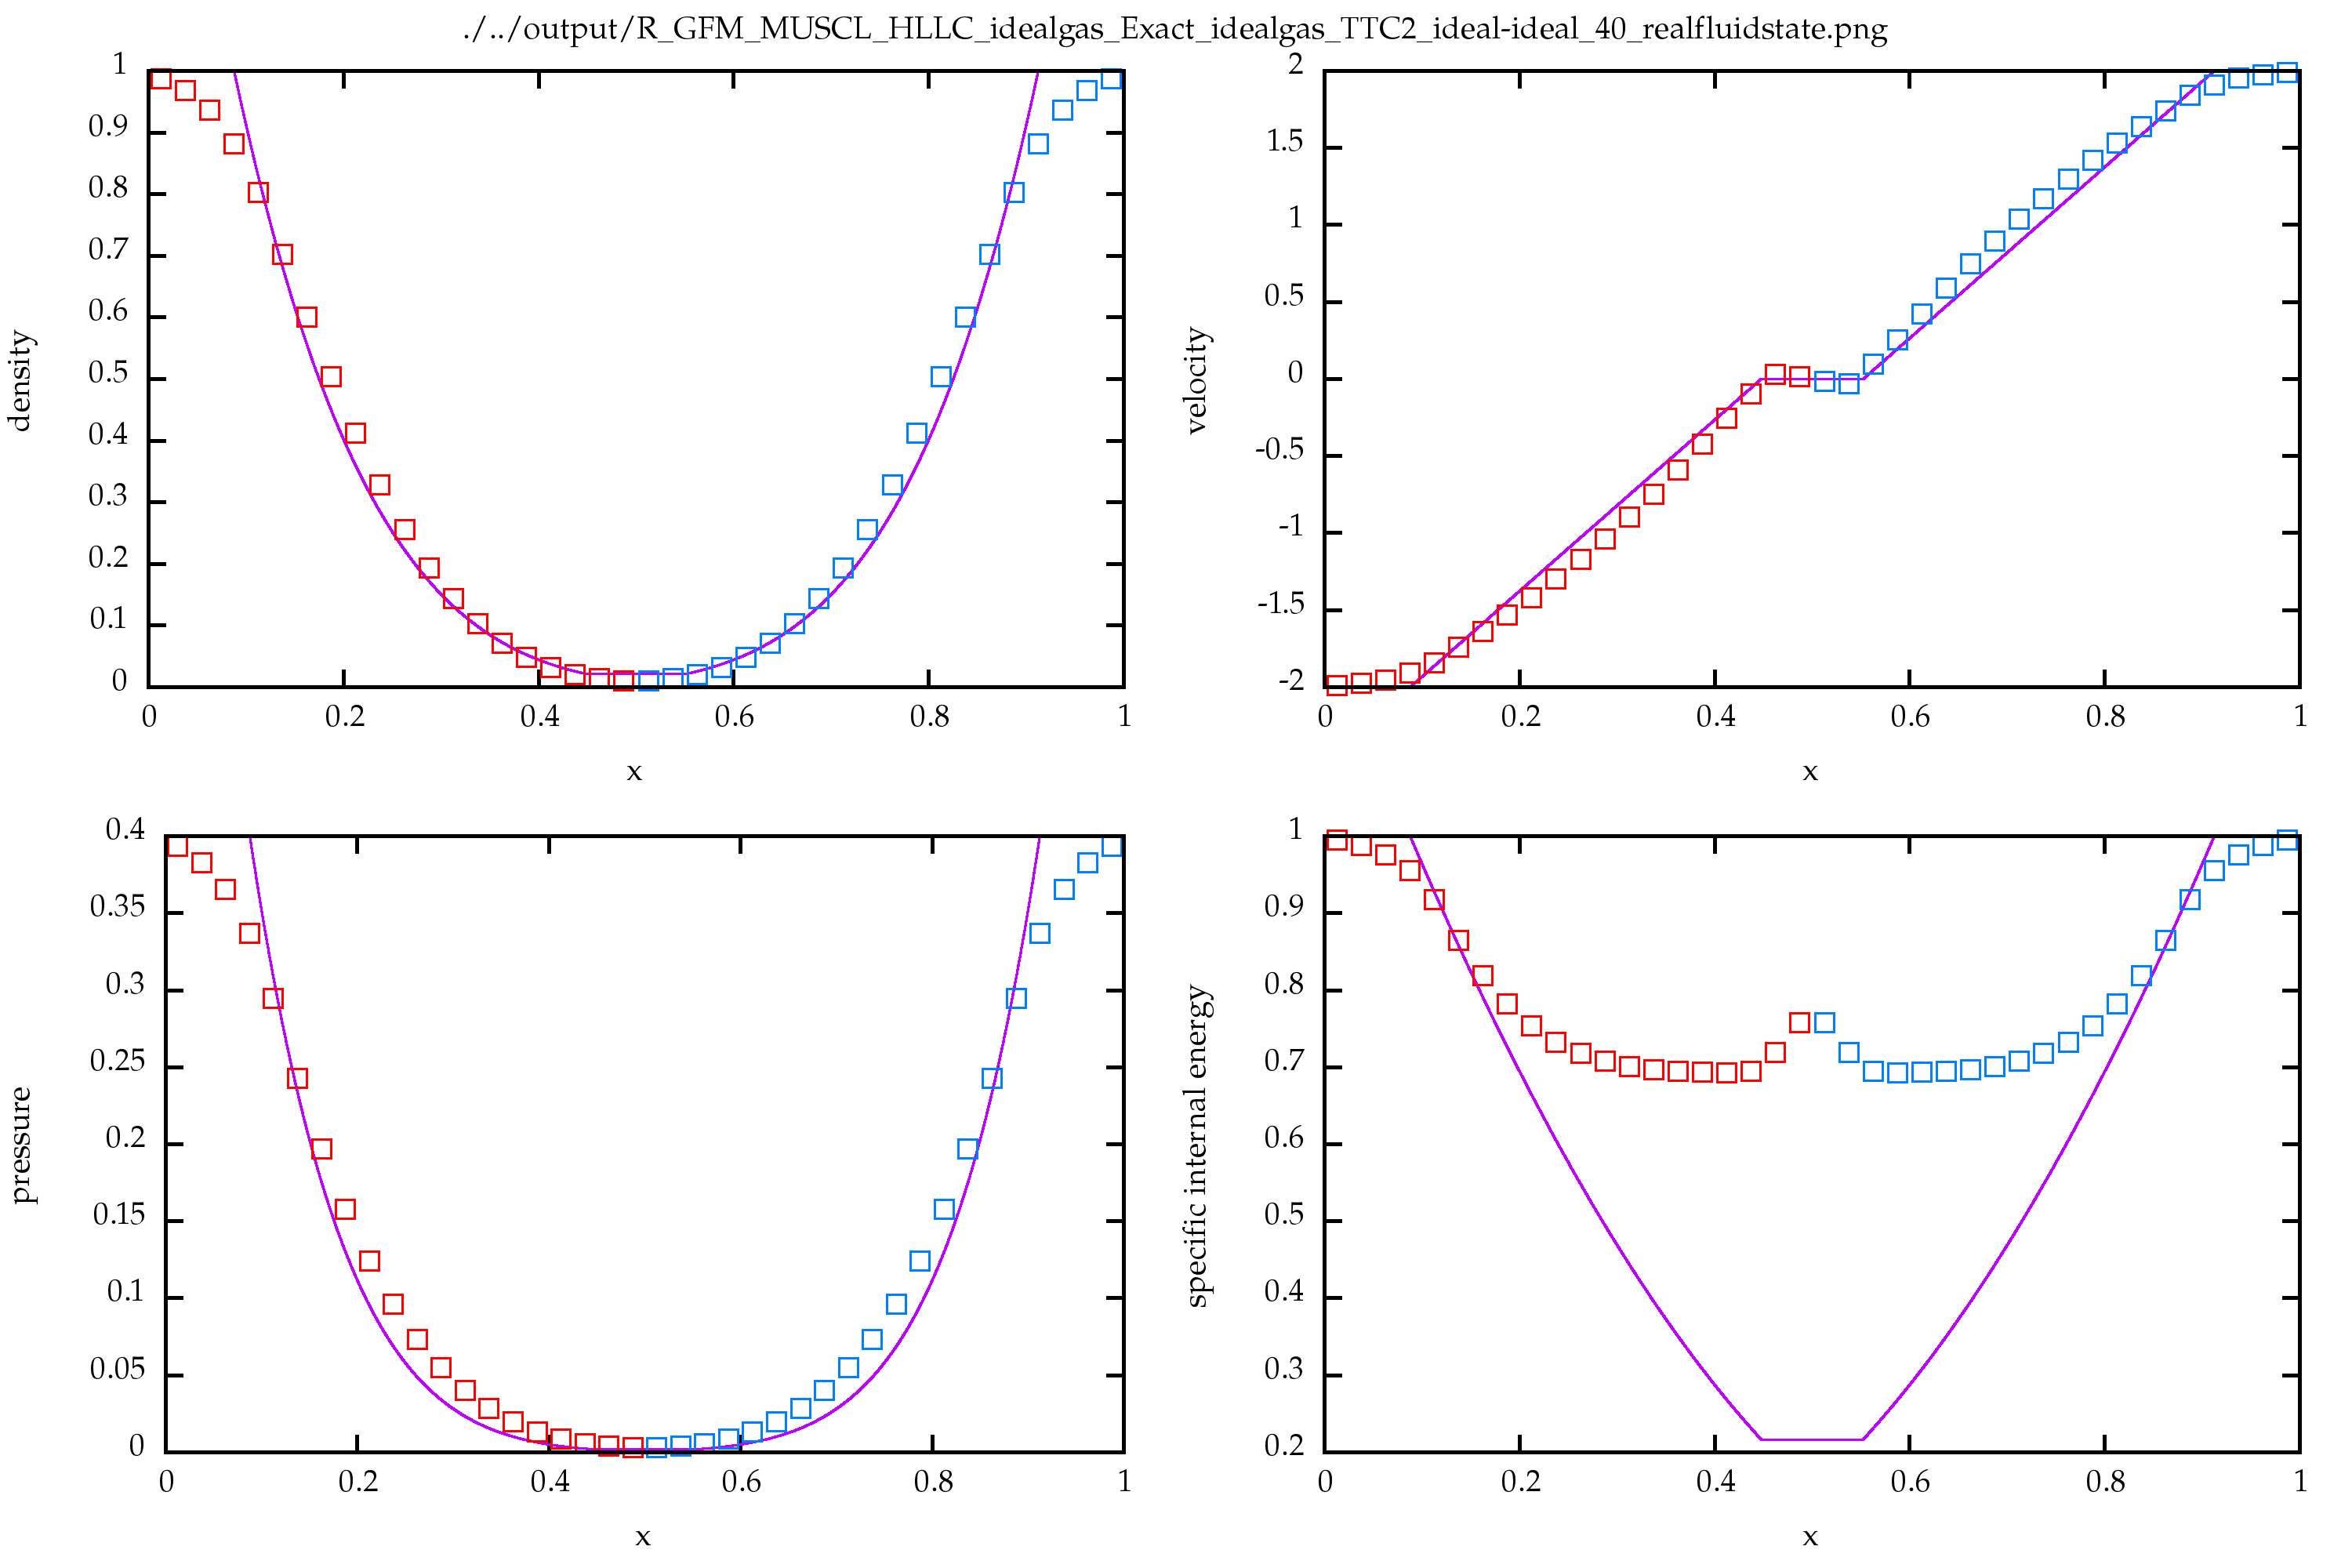 ./../output/R_GFM_MUSCL_HLLC_idealgas_Exact_idealgas_TTC2_ideal-ideal_40_realfluidstate.png
1
0.9
0.8
0.7
0.6
0.5
0.4
0.3
0.2
0.1
0
density
0 0.2 0.4 0.6 0.8 1
x
2
1.5
1
0.5
0
-0.5
-1
-1.5
-2
velocity
0 0.2 0.4 0.6 0.8 1
x
0.4
0.35
0.3
0.25
0.2
0.15
0.1
0.05
0
pressure
0 0.2 0.4 0.6 0.8 1
x
1
0.9
0.8
0.7
0.6
0.5
0.4
0.3
0.2
specific internal energy
0 0.2 0.4 0.6 0.8 1
x